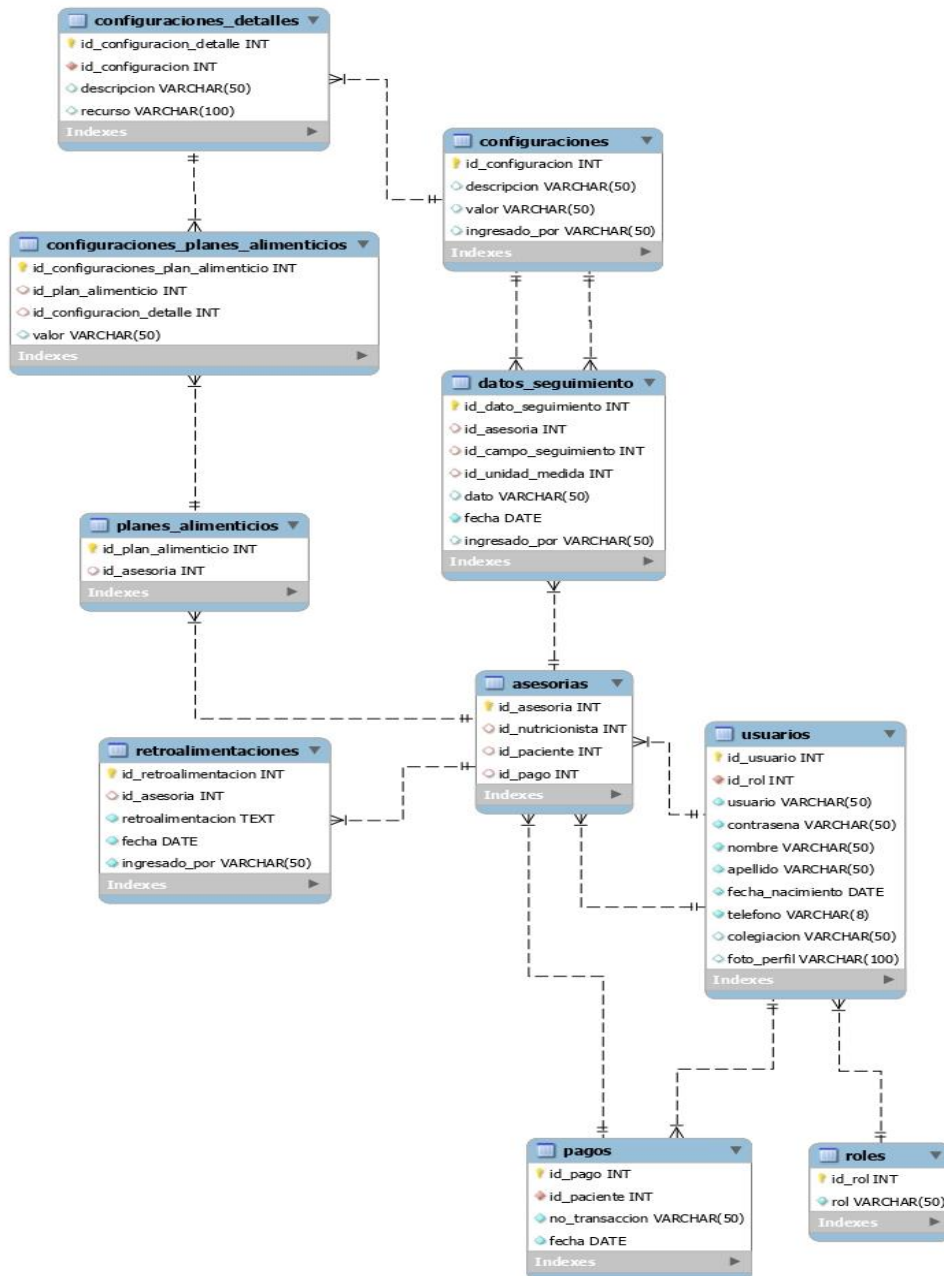 configuraciones_detalles
id_configuracion_detalle INT
id_configuracion INT
descripcion VARCHAR(50)
recurso VARCHAR(100)
Indexes
configuraciones
id_configuracion INT
descripcion VARCHAR(50)
valor VARCHAR(50)
ingresado_por VARCHAR(50)
Indexes
configuraciones_planes_alimenticios
id_configuraciones_plan_alimenticio INT
id_plan_alimenticio INT
id_configuracion_detalle INT
valor VARCHAR(50)
Indexes
datos_seguimiento
id_dato_seguimiento INT
id_asesoria INT
id_campo_seguimiento INT
id_unidad_medida INT
dato VARCHAR(50)
fecha DATE
ingresado_por VARCHAR(50)
Indexes
planes_alimenticios
id_plan_alimenticio INT
id_asesoria INT
Indexes
asesorias
id_asesoria INT
id_nutricionista INT
id_paciente INT
id_pago INT
Indexes
retroalimentaciones
id_retroalimentacion INT
id_asesoria INT
retroalimentacion TEXT
fecha DATE
ingresado_por VARCHAR(50)
Indexes
usuarios
id_usuario INT
id_rol INT
usuario VARCHAR(50)
contrasena VARCHAR(50)
nombre VARCHAR(50)
apellido VARCHAR(50)
fecha_nacimiento DATE
telefono VARCHAR(8)
colegiacion VARCHAR(50)
foto_perfil VARCHAR(100)
Indexes
pagos
id_pago INT
id_paciente INT
no_transaccion VARCHAR(50)
fecha DATE
Indexes
roles
id_rol INT
rol VARCHAR(50)
Indexes